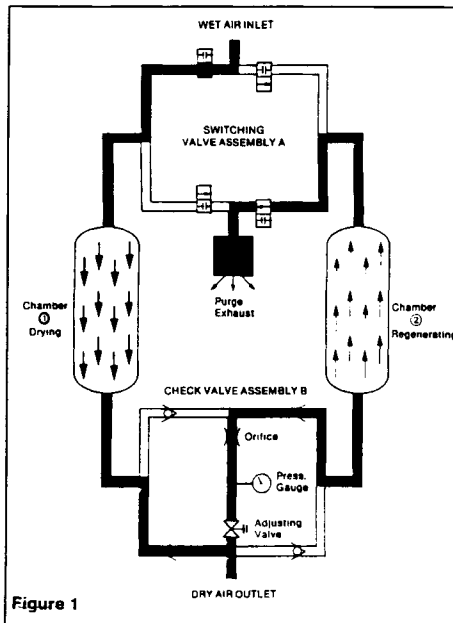 WET AIR INLET
SWITCHING
VALVE ASSEMBLY A
Purge
Exhaust
Chamber
①
Drying
Chamber
②
Regenerating
CHECK VALVE ASSEMBLY B
Orifice
Press.
Gauge
Adjusting
Valve
DRY AIR OUTLET
Figure 1